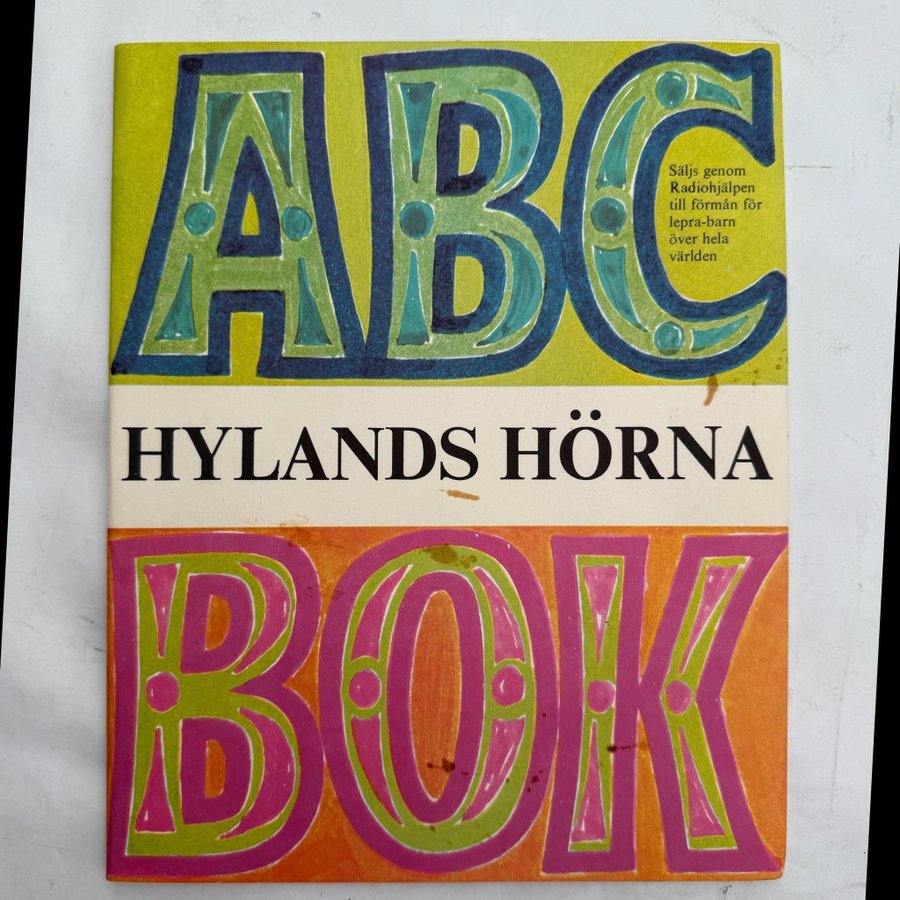 ABC
Säljs genom
Radiohjälpen
till förmån för
lepra-barn
över hela
världen
HYLANDS HÖRNA
BOK